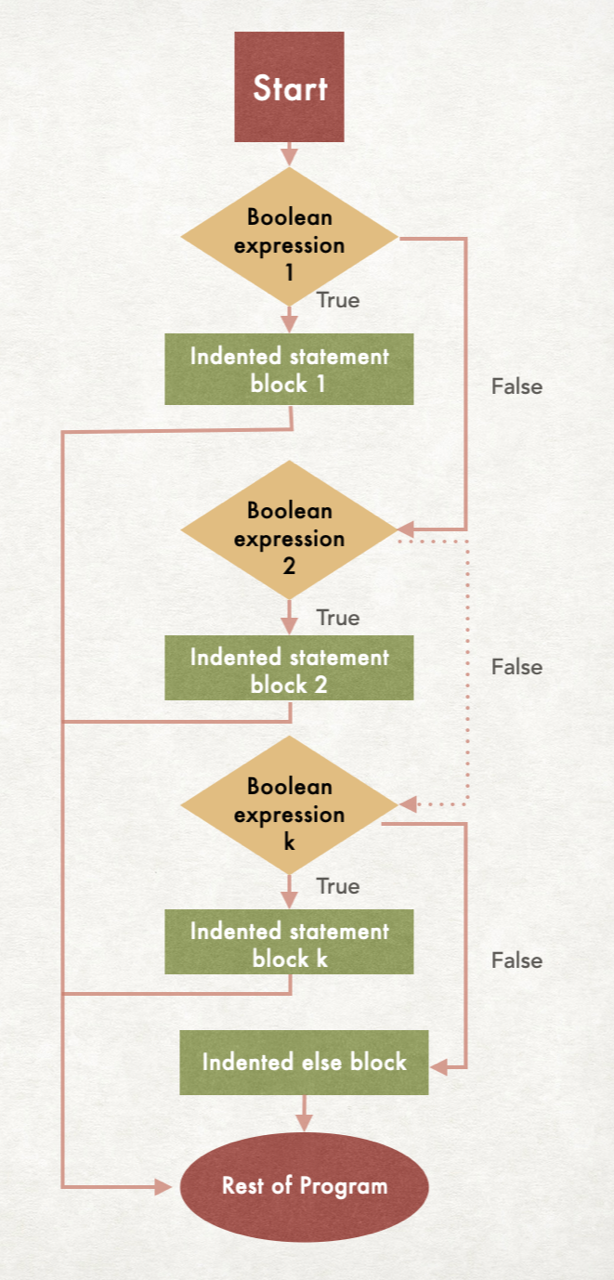 Start
Boolean
expression
1
True
Indented statement
block 1
False
Boolean
expression
2
True
Indented statement
block 2
False
Boolean
expression
k
True
Indented statement
block k
False
Indented else block
Rest of Program